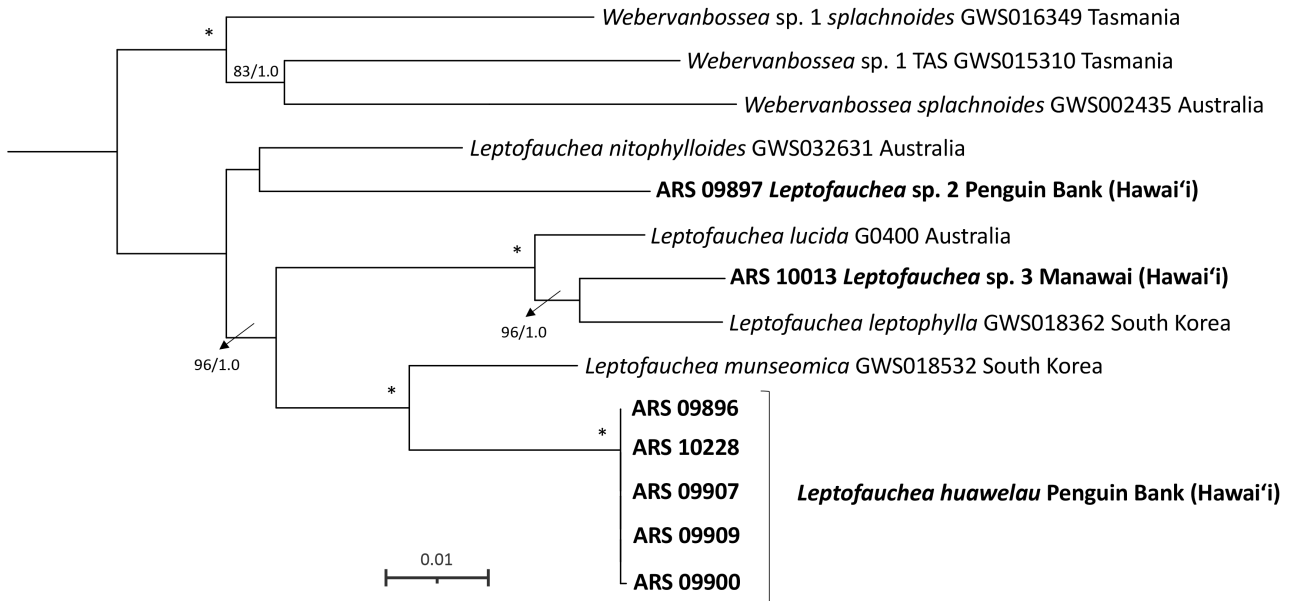 Webervanbossea sp. 1 splachnoides GWS016349 Tasmania
*
83/1.0
Webervanbossea sp. 1 TAS GWS015310 Tasmania
Webervanbossea splachnoides GWS002435 Australia
Leptofauchea nitophylloides GWS032631 Australia
ARS 09897 Leptofauchea sp. 2 Penguin Bank (Hawaiʻi)
Leptofauchea lucida G0400 Australia
*
ARS 10013 Leptofauchea sp. 3 Manawai (Hawaiʻi)
96/1.0
Leptofauchea leptophylla GWS018362 South Korea
96/1.0
Leptofauchea munseomica GWS018532 South Korea
*
ARS 09896
*
ARS 10228
ARS 09907
Leptofauchea huawelau Penguin Bank (Hawaiʻi)
ARS 09909
0.01
ARS 09900